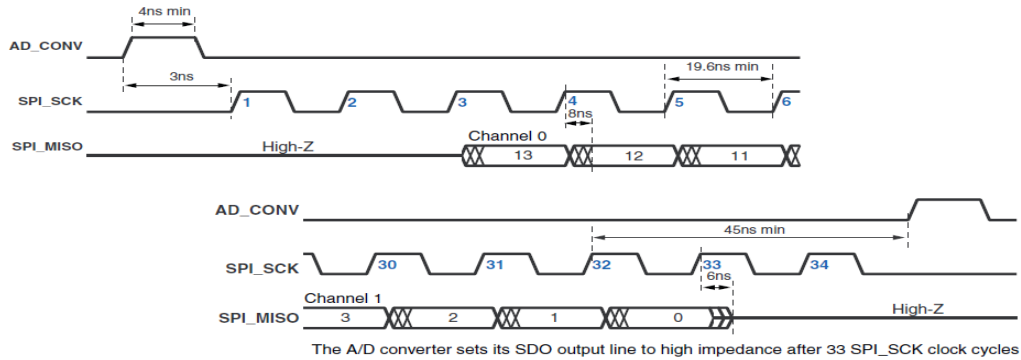 4ns min
AD_CONV
3ns
19.6ns min
SPI_SCK
1 2 3 4 5 6
8ns
Channel 0
SPI_MISO
High-Z
13 12 11
AD_CONV
45ns min
SPI_SCK
30 31 32 33 34
6ns
Channel 1
SPI_MISO
3 2 1 0
High-Z
The A/D converter sets its SDO output line to high impedance after 33 SPI_SCK clock cycles